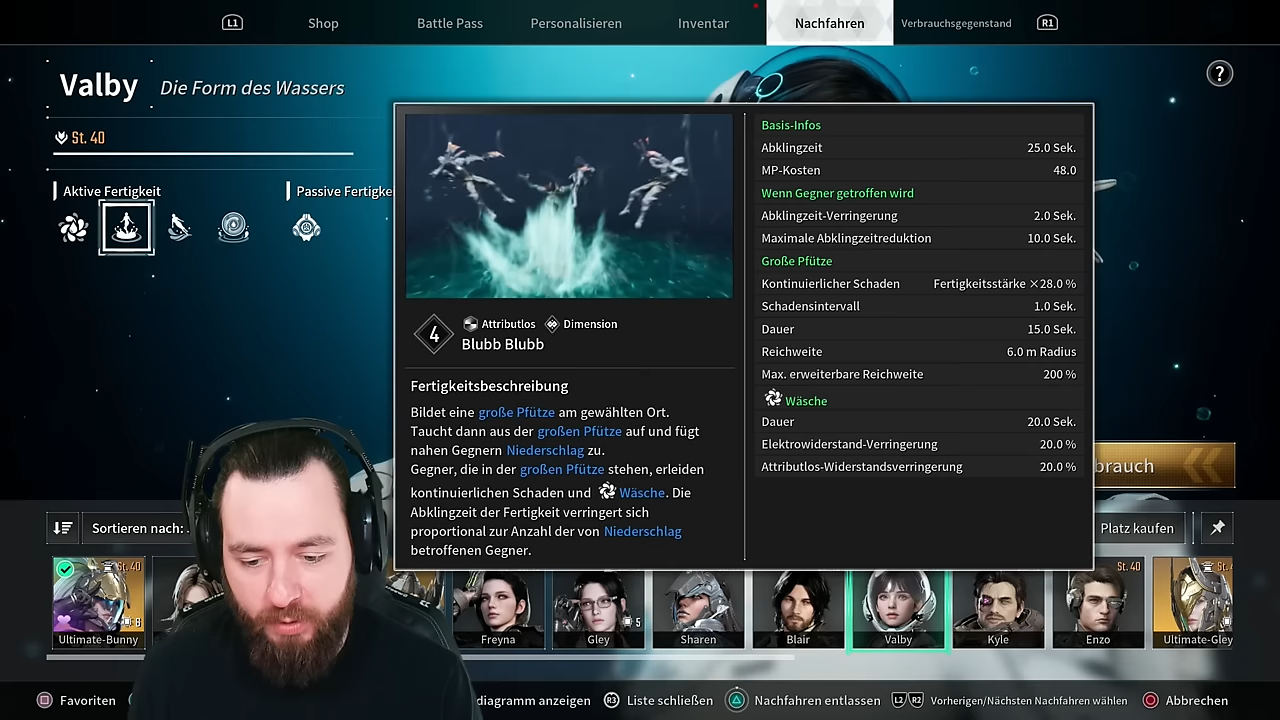 L1
Shop
Battle Pass
Personalisieren
Inventar
Nachfahren
Verbrauchsgegenstand
R1
Valby
Die Form des Wassers
?
St. 40
Aktive Fertigkeit
Passive Fertigkei
4
Attributlos
Dimension
Blubb Blubb
Fertigkeitsbeschreibung
Bildet eine große Pfütze am gewählten Ort.
Taucht dann aus der großen Pfütze auf und fügt
nahen Gegnern Niederschlag zu.
Gegner, die in der großen Pfütze stehen, erleiden
kontinuierlichen Schaden und Wäsche. Die
Abklingzeit der Fertigkeit verringert sich
proportional zur Anzahl der von Niederschlag
betroffenen Gegner.
Basis-Infos
Abklingzeit 25.0 Sek.
MP-Kosten 48.0
Wenn Gegner getroffen wird
Abklingzeit-Verringerung 2.0 Sek.
Maximale Abklingzeitreduktion 10.0 Sek.
Große Pfütze
Kontinuierlicher Schaden Fertigkeitsstärke ×28.0 %
Schadensintervall 1.0 Sek.
Dauer 15.0 Sek.
Reichweite 6.0 m Radius
Max. erweiterbare Reichweite 200 %
Wäsche
Dauer 20.0 Sek.
Elektrowiderstand-Verringerung 20.0 %
Attributlos-Widerstandsverringerung 20.0 %
brauch
Sortieren nach: .
Platz kaufen
St. 40
6
Ultimate-Bunny
Freyna
5
Gley
Sharen
Blair
Valby
Kyle
St. 40
Enzo
St.
Ultimate-Gley
Favoriten
diagramm anzeigen
R3
Liste schließen
Nachfahren entlassen
L2
R2
Vorherigen/Nächsten Nachfahren wählen
Abbrechen